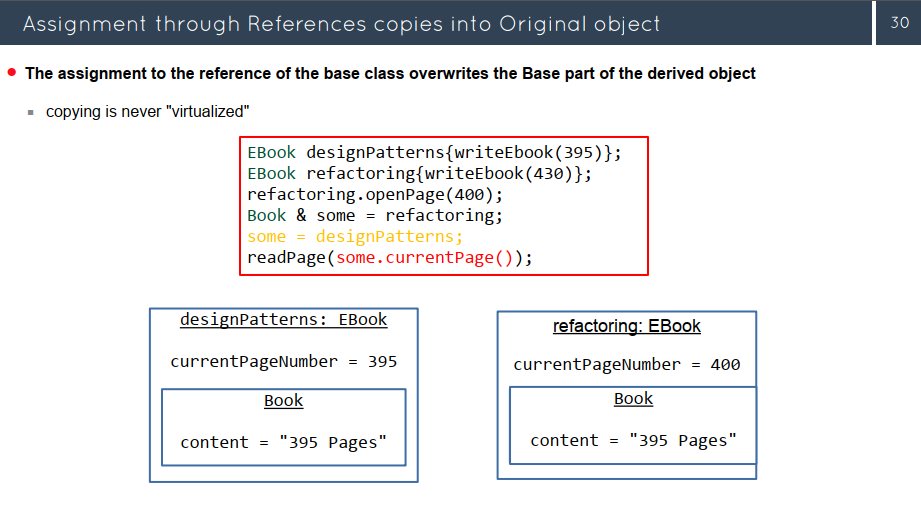 Assignment through References copies into Original object
30
The assignment to the reference of the base class overwrites the Base part of the derived object
copying is never "virtualized"
EBook designPatterns{writeEbook(395)};
EBook refactoring{writeEbook(430)};
refactoring.openPage(400);
Book & some = refactoring;
some = designPatterns;
readPage(some.currentPage());
designPatterns: EBook
currentPageNumber = 395
Book
content = "395 Pages"
refactoring: EBook
currentPageNumber = 400
Book
content = "395 Pages"